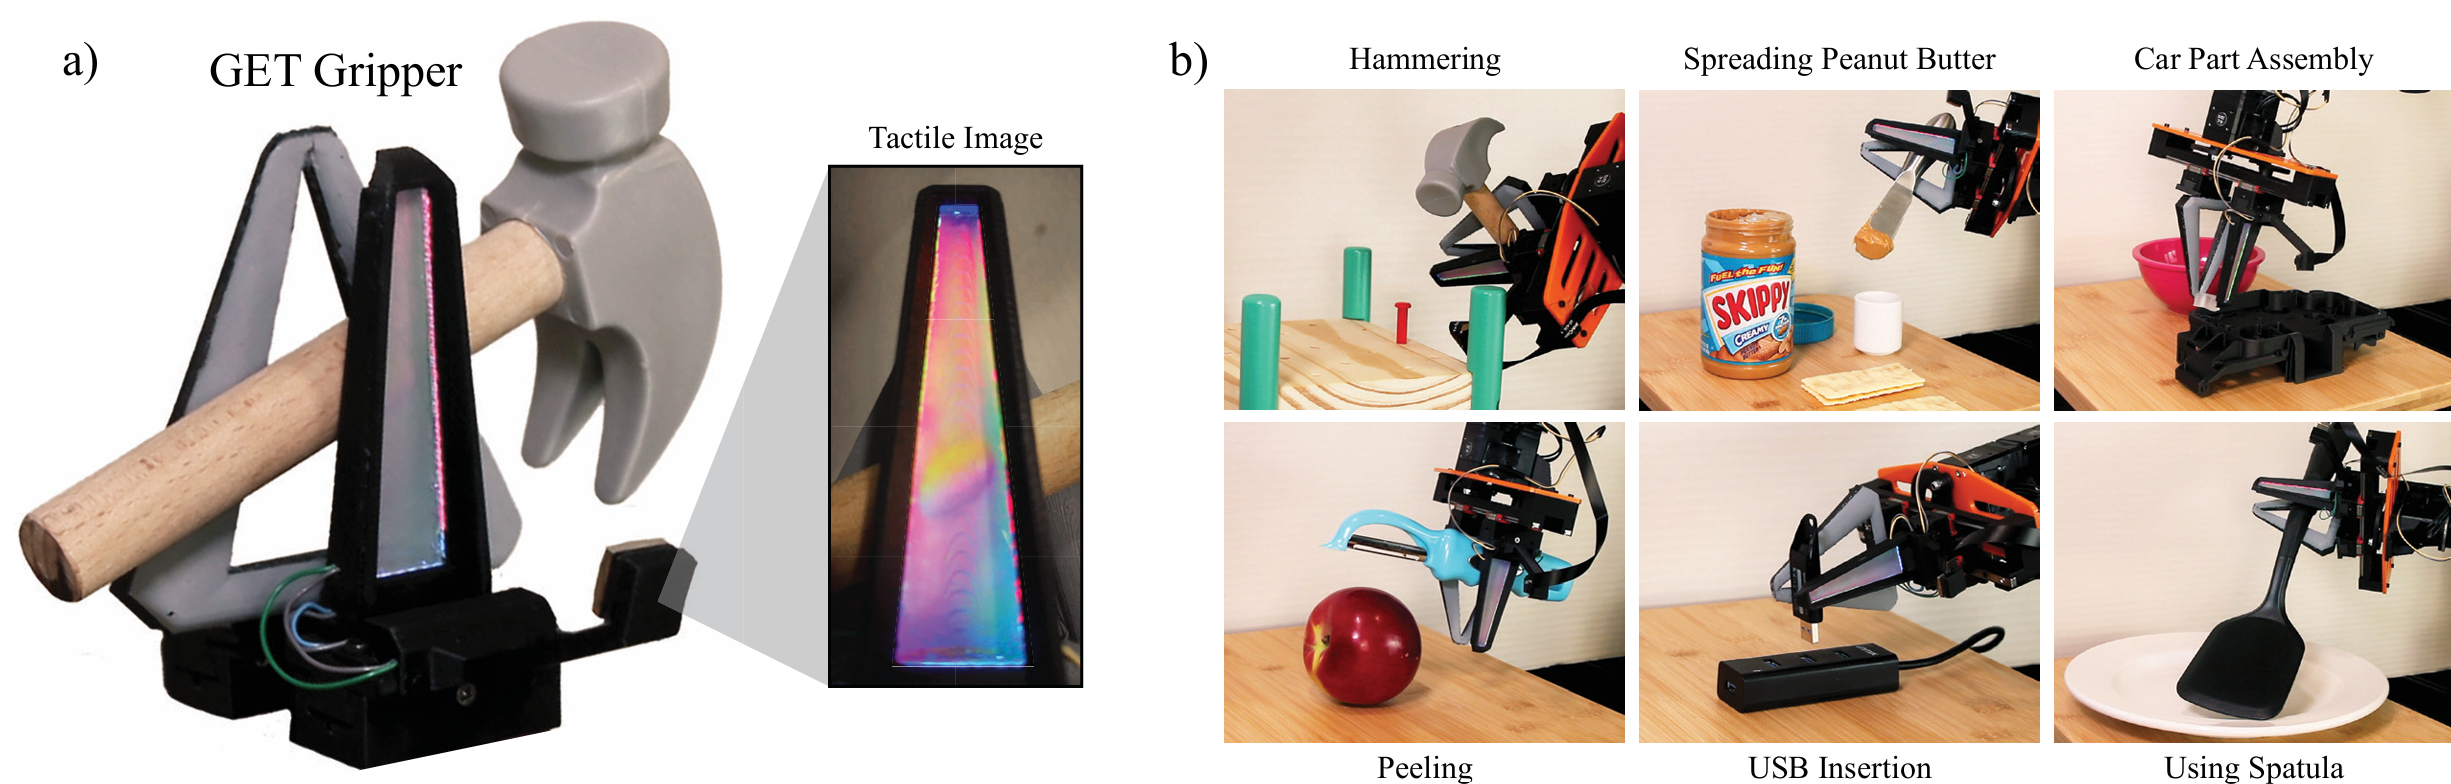 a)
GET Gripper
Tactile Image
b)
Hammering
Spreading Peanut Butter
Car Part Assembly
FUEL the FUN!
SKIPPY
CREAMY
Peeling
USB Insertion
Using Spatula